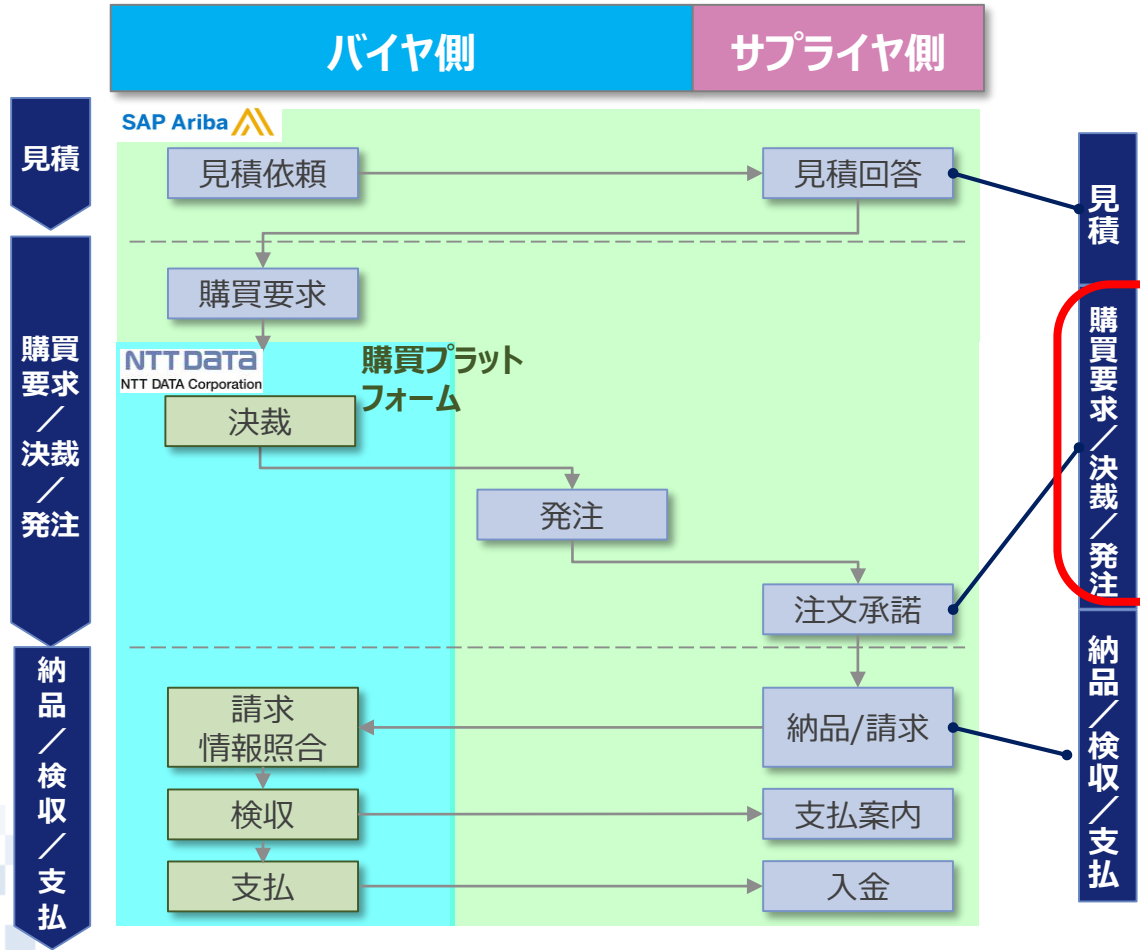 バイヤ側
サプライヤ側
SAP Ariba
見積
見積依頼
見積回答
購買要求
NTT DATA
NTT DATA Corporation
購買プラット
フォーム
購買
要求
／
決裁
／
発注
決裁
発注
注文承諾
納品／検収／支払
請求
情報照合
納品/請求
検収
支払案内
支払
入金
見積
購買要求／決裁／発注
納品／検収／支払